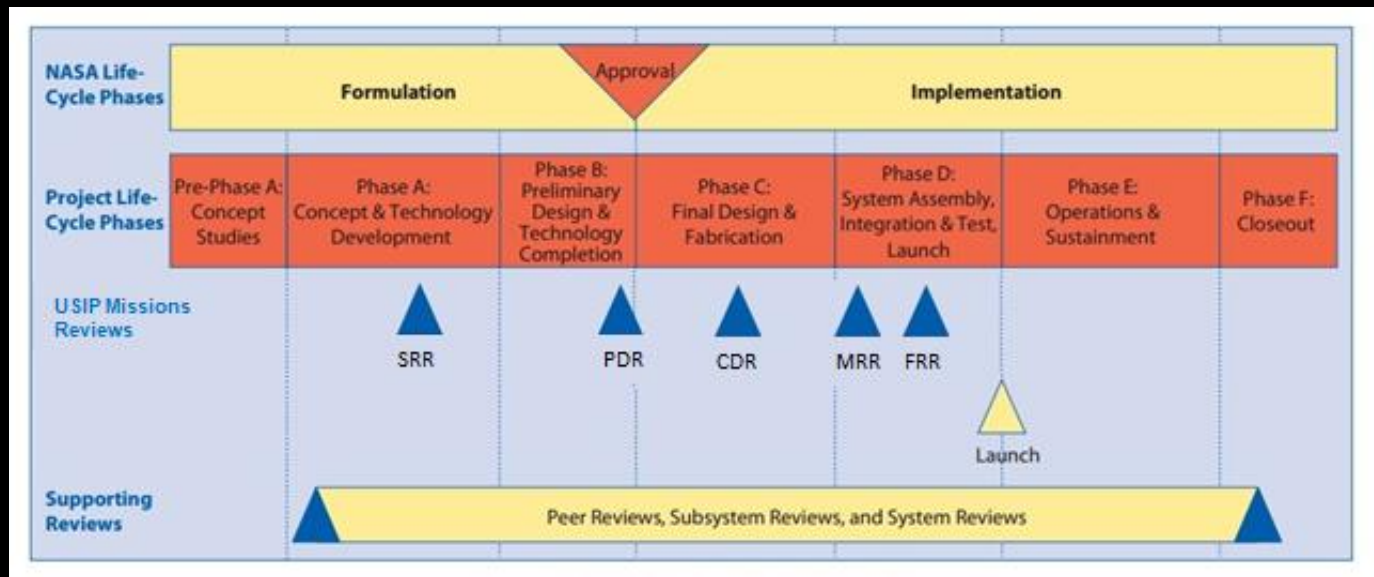 NASA Life-
Cycle Phases
Formulation
Approval
Implementation
Project Life-
Cycle Phases
Pre-Phase A:
Concept
Studies
Phase A:
Concept & Technology
Development
Phase B:
Preliminary
Design &
Technology
Completion
Phase C:
Final Design &
Fabrication
Phase D:
System Assembly,
Integration & Test,
Launch
Phase E:
Operations &
Sustainment
Phase F:
Closeout
USIP Missions
Reviews
SRR
PDR
CDR
MRR
FRR
Launch
Supporting
Reviews
Peer Reviews, Subsystem Reviews, and System Reviews